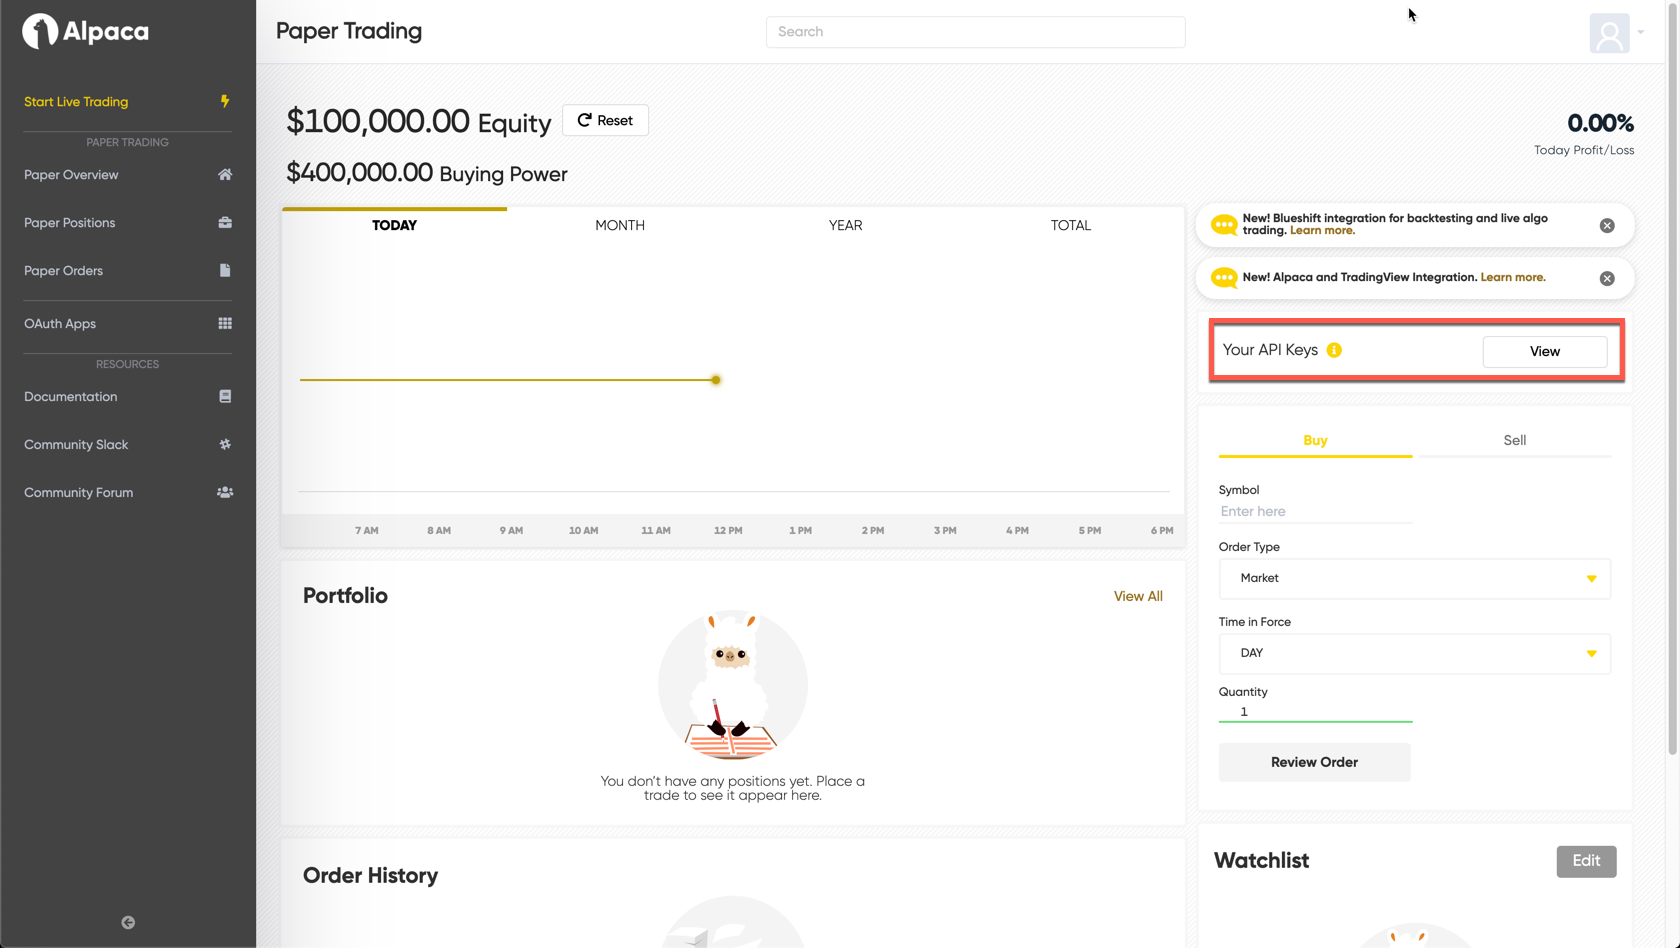 Alpaca
Start Live Trading
PAPER TRADING
Paper Overview
Paper Positions
Paper Orders
OAuth Apps
RESOURCES
Documentation
Community Slack
Community Forum
Paper Trading
Search
$100,000.00 Equity
Reset
$400,000.00 Buying Power
0.00%
Today Profit/Loss
TODAY
MONTH
YEAR
TOTAL
7 AM
8 AM
9 AM
10 AM
11 AM
12 PM
1 PM
2 PM
3 PM
4 PM
5 PM
6 PM
Portfolio
View All
You don't have any positions yet. Place a
trade to see it appear here.
Order History
New! Blueshift integration for backtesting and live algo
trading. Learn more.
New! Alpaca and TradingView Integration. Learn more.
Your API Keys
View
Buy
Sell
Symbol
Enter here
Order Type
Market
Time in Force
DAY
Quantity
1
Review Order
Watchlist
Edit